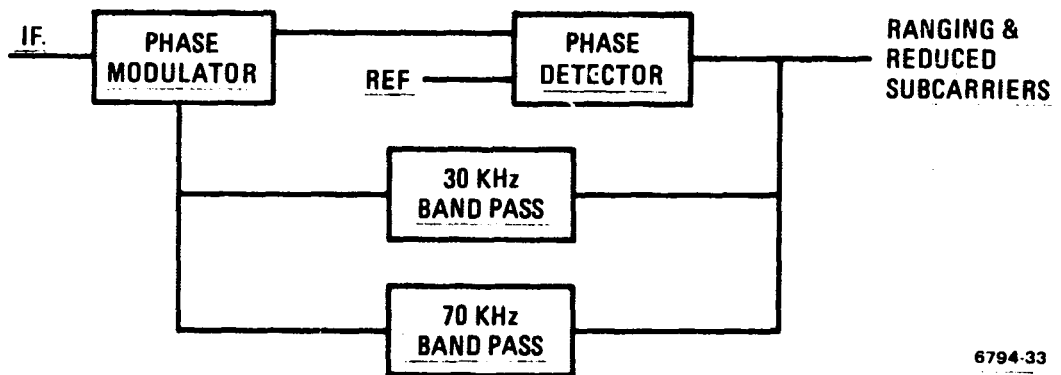 IF.
PHASE
MODULATOR
REF
PHASE
DETECTOR
RANGING &
REDUCED
SUBCARRIERS
30 KHz
BAND PASS
70 KHz
BAND PASS
6794-33